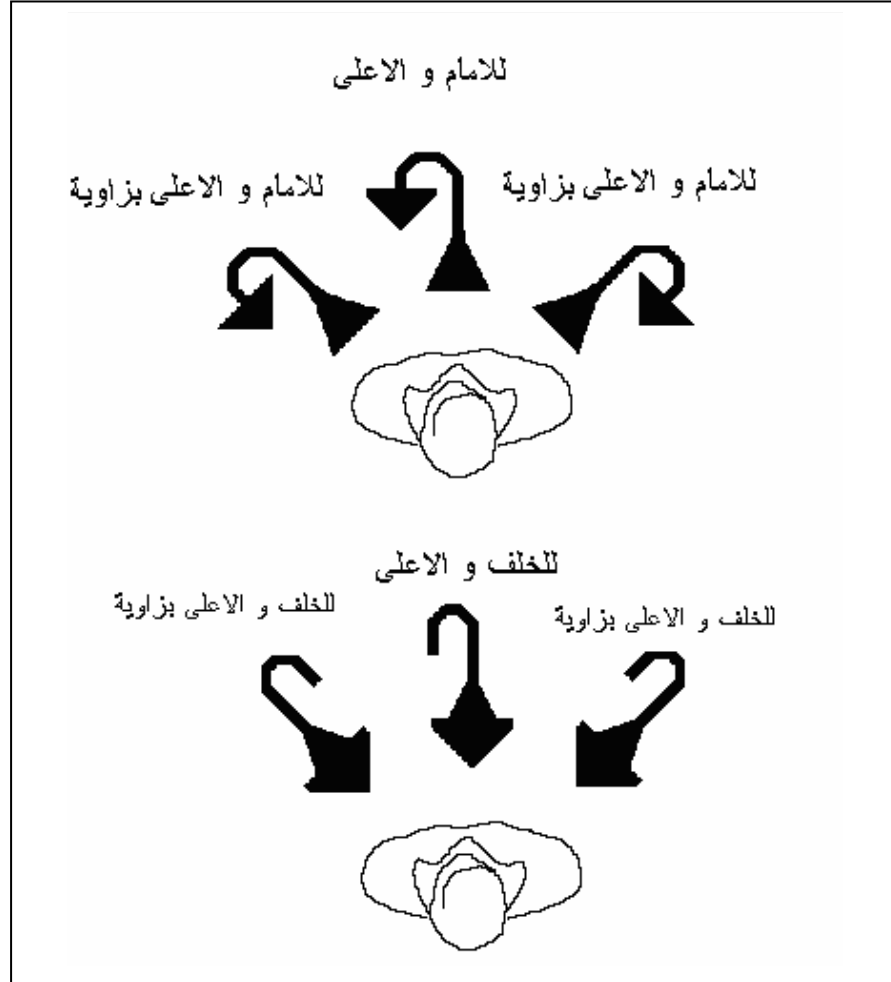 للامام و الاعلى
للامام و الاعلى بزاوية
للامام و الاعلى بزاوية
للخلف و الاعلى
للخلف و الاعلى بزاوية
للخلف و الاعلى بزاوية